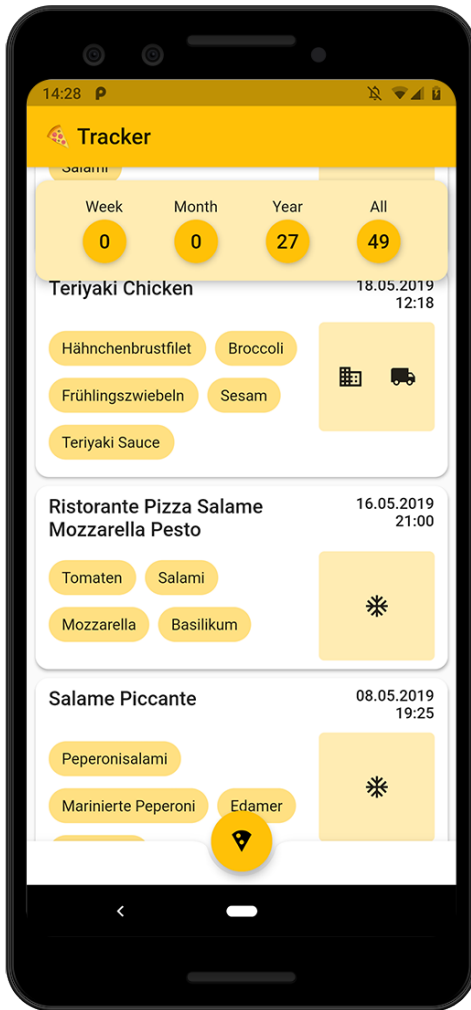 14:28
Tracker
Salami
Week Month Year All
0 0 27 49
Teriyaki Chicken
18.05.2019
12:18
Hähnchenbrustfilet Broccoli
Frühlingszwiebeln Sesam
Teriyaki Sauce
Ristorante Pizza Salame
Mozzarella Pesto
16.05.2019
21:00
Tomaten Salami
Mozzarella Basilikum
Salame Piccante
08.05.2019
19:25
Peperonisalami
Marinierte Peperoni Edamer